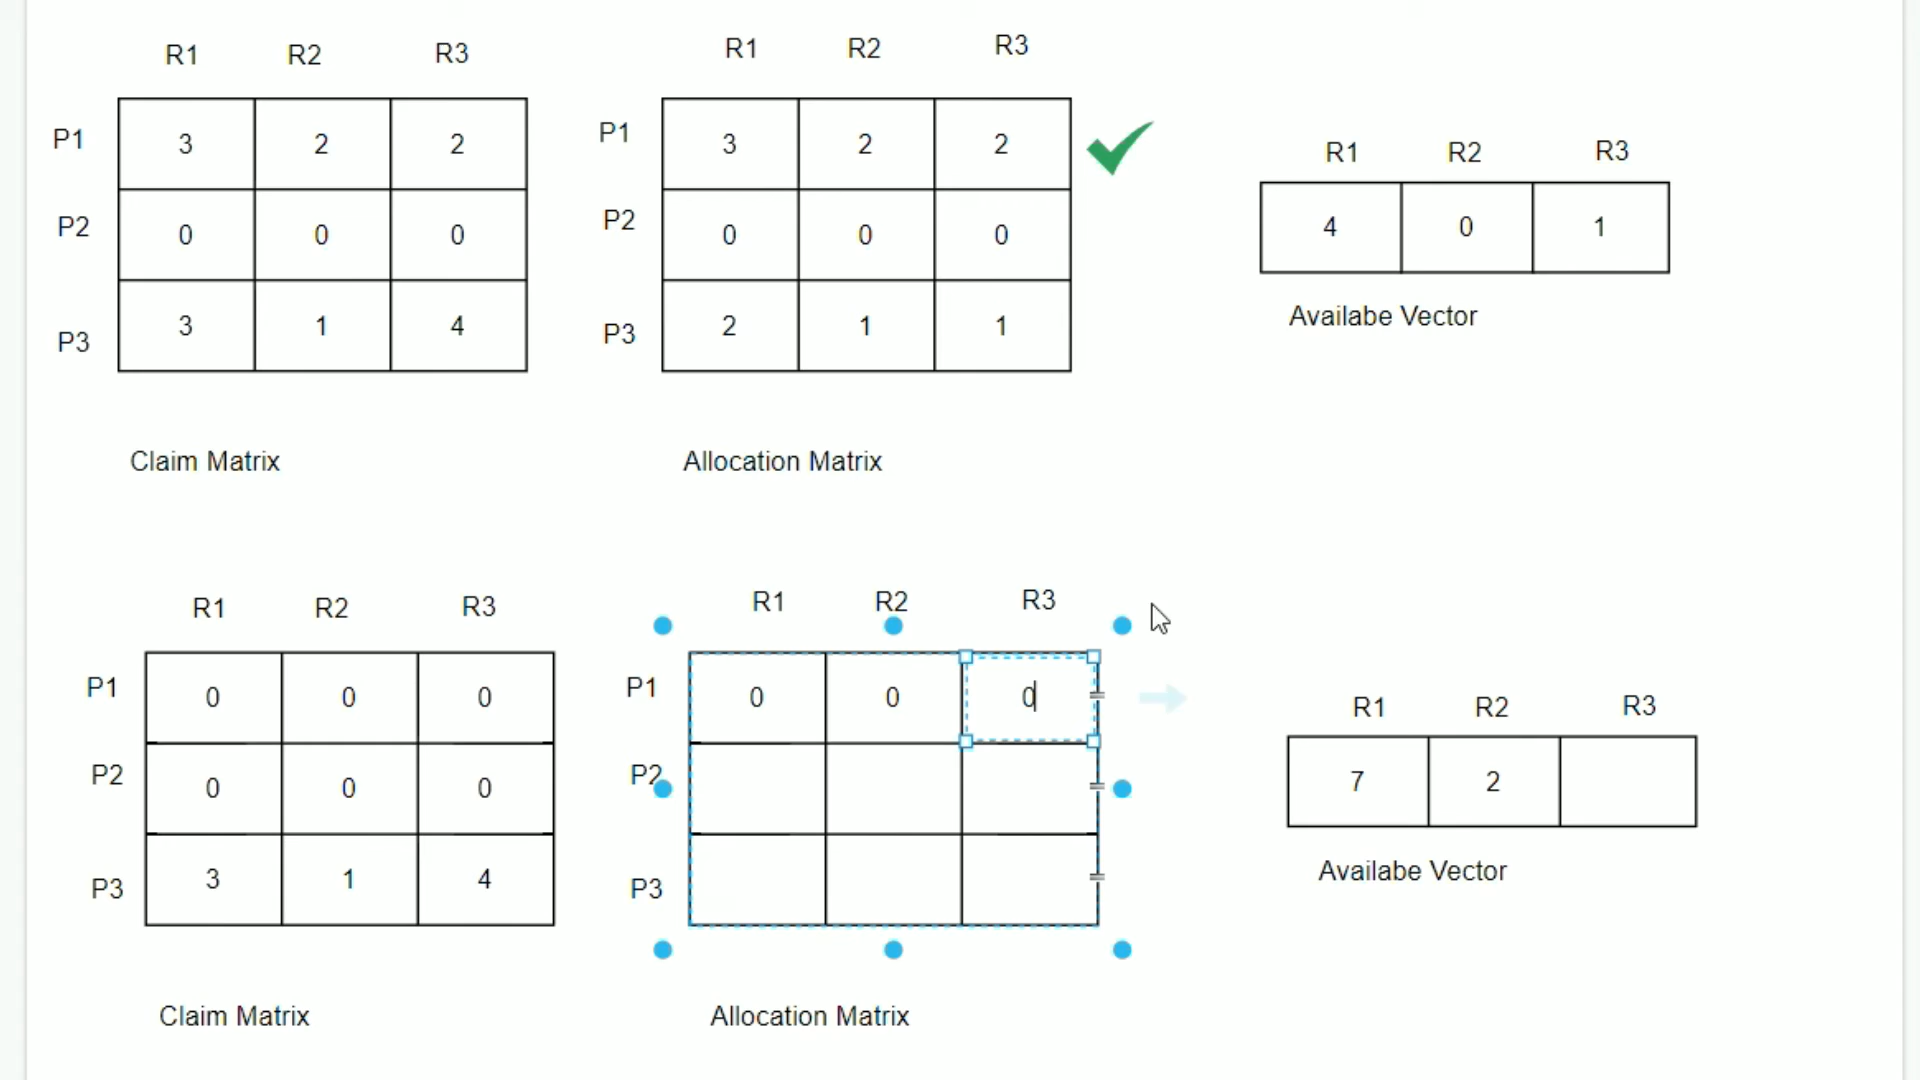 R1 R2 R3
P1 3 2 2
P2 0 0 0
P3 3 1 4
Claim Matrix
R1 R2 R3
P1 3 2 2
P2 0 0 0
P3 2 1 1
Allocation Matrix
R1 R2 R3
4 0 1
Availabe Vector
R1 R2 R3
P1 0 0 0
P2 0 0 0
P3 3 1 4
Claim Matrix
R1 R2 R3
P1 0 0 0
P2
P3
Allocation Matrix
R1 R2 R3
7 2
Availabe Vector